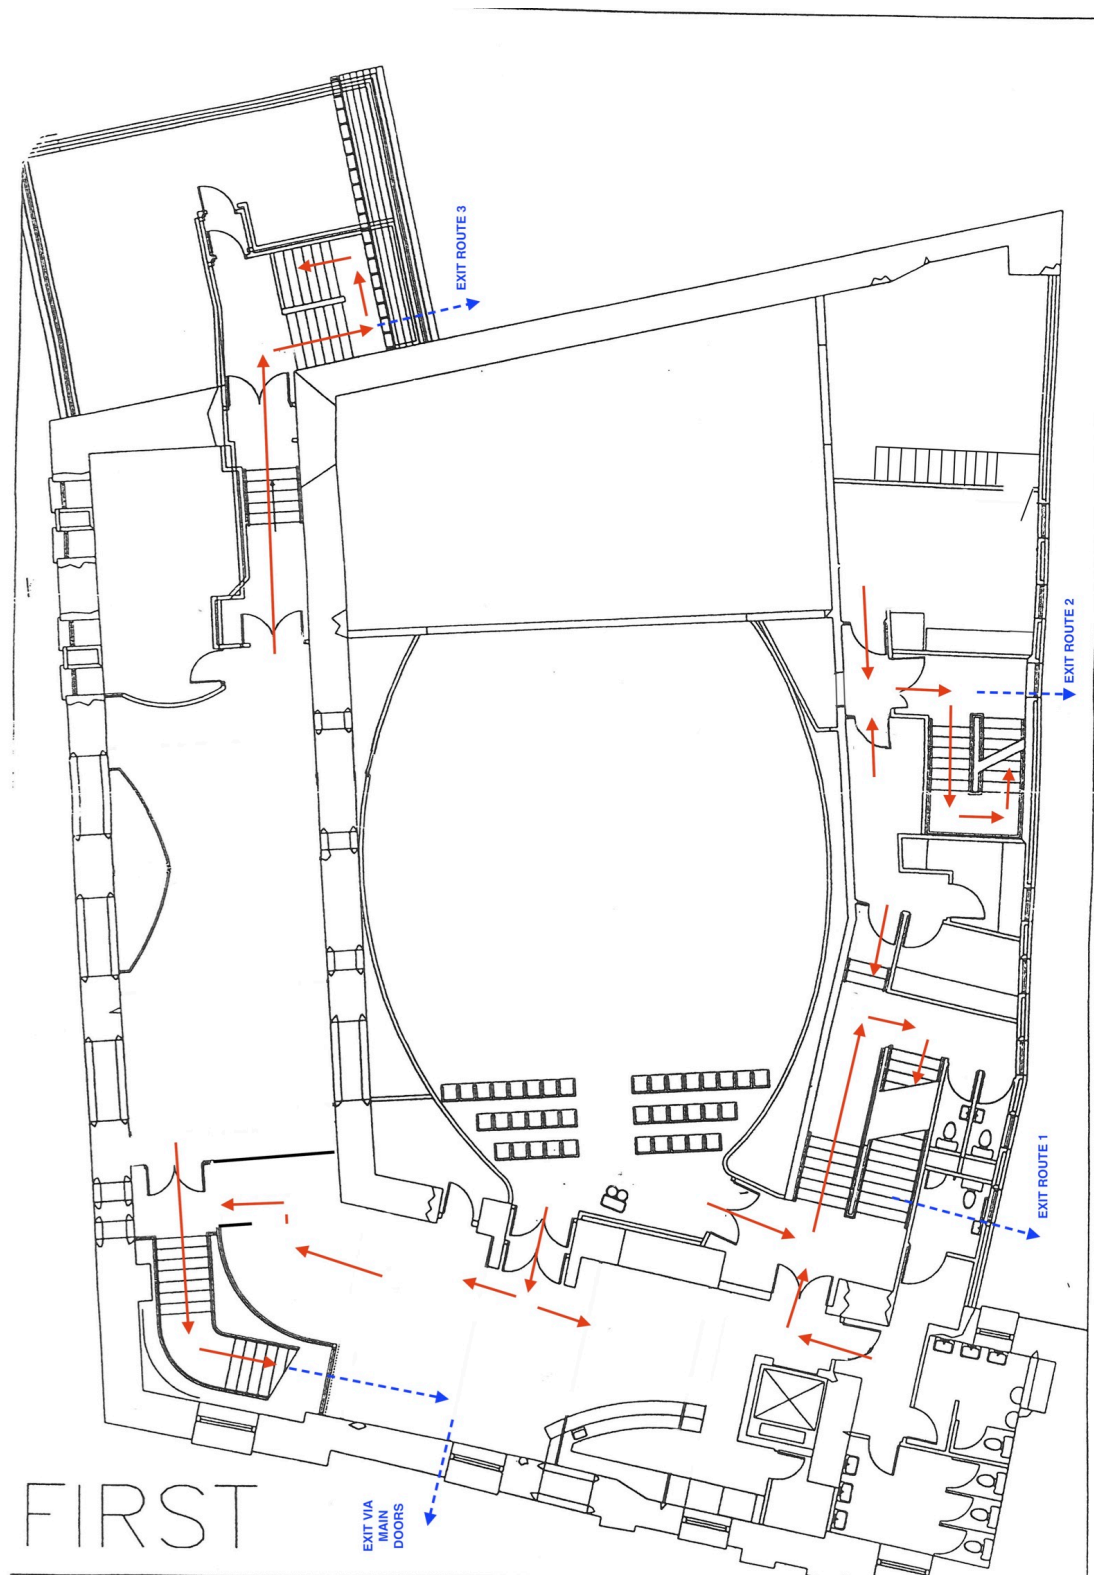 EXIT ROUTE 3
EXIT ROUTE 2
EXIT ROUTE 1
EXIT VIA
MAIN
DOORS
FIRST